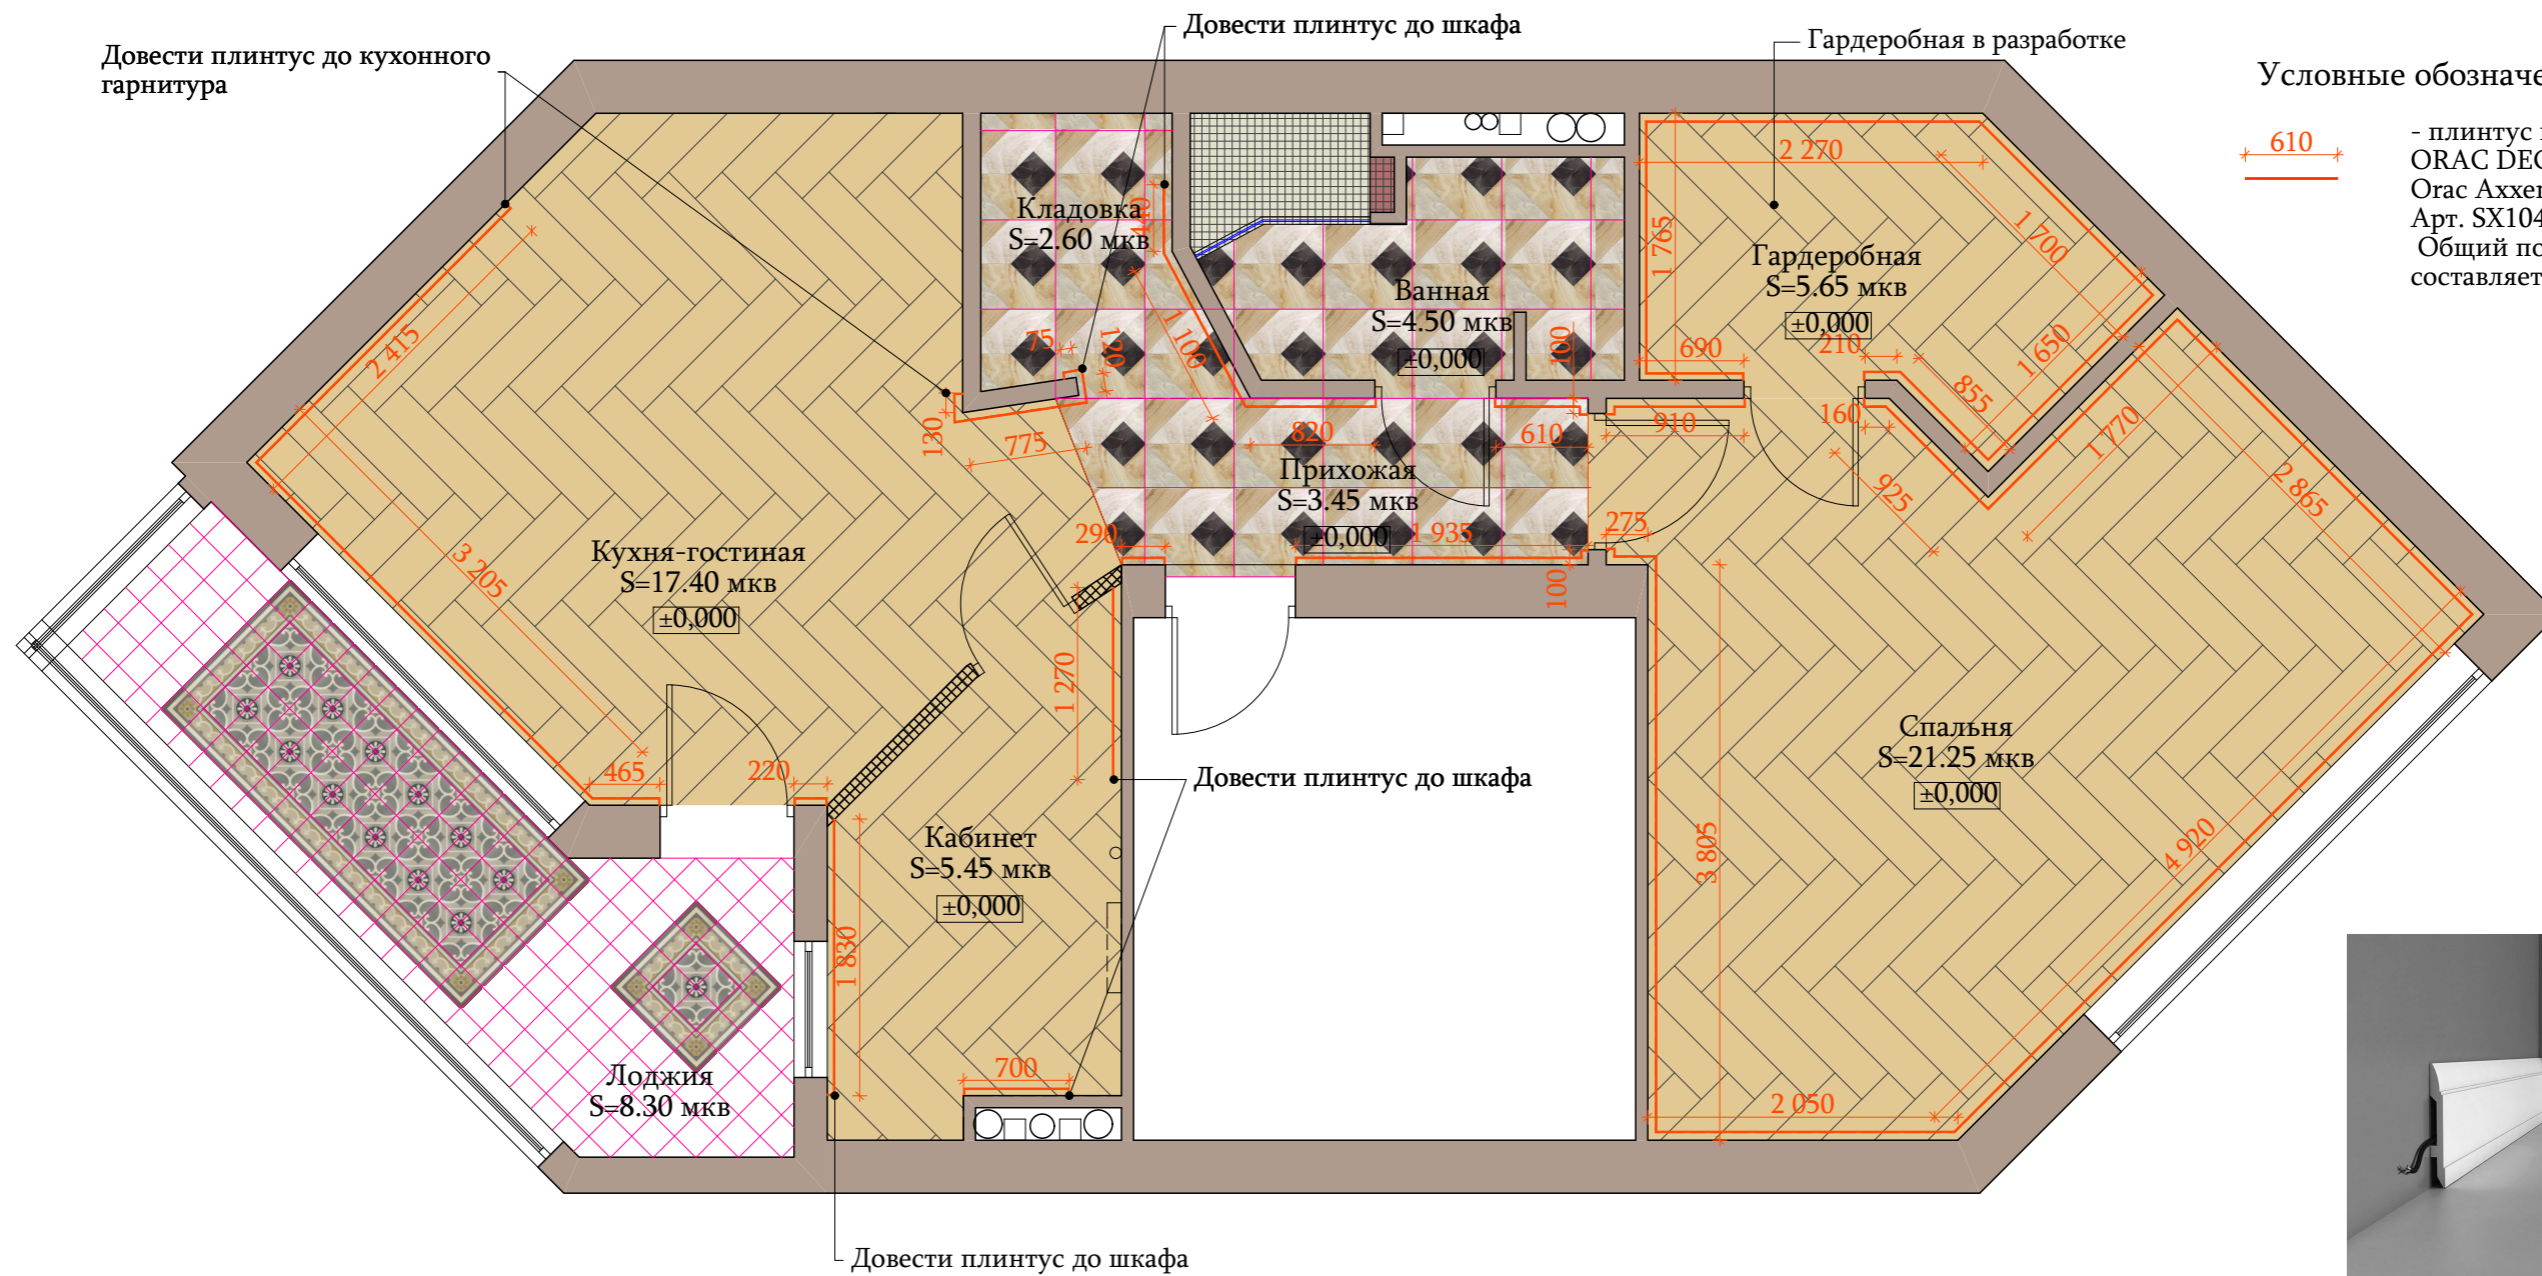 Довести плинтус до кухонного
гарнитура
Довести плинтус до шкафа
Гардеробная в разработке
Условные обозначе
610
- плинтус
ORAC DEC
Orac Axxen
Арт. SX104
Общий по
составляет
2 270
1 765
1 700
Кладовка
S=2.60 мкв
440
Гардеробная
S=5.65 мкв
±0,000
Ванная
S=4.50 мкв
±0,000
75
120
1 100
100
690
210
1 650
855
2 415
130
775
820
610
910
160
1 770
925
2 865
Прихожая
S=3.45 мкв
±0,000
290
1 935
275
100
3 205
Кухня-гостиная
S=17.40 мкв
±0,000
1 270
465
220
Довести плинтус до шкафа
Спальня
S=21.25 мкв
±0,000
Кабинет
S=5.45 мкв
±0,000
3 805
4 920
1 830
700
2 050
Лоджия
S=8.30 мкв
Довести плинтус до шкафа